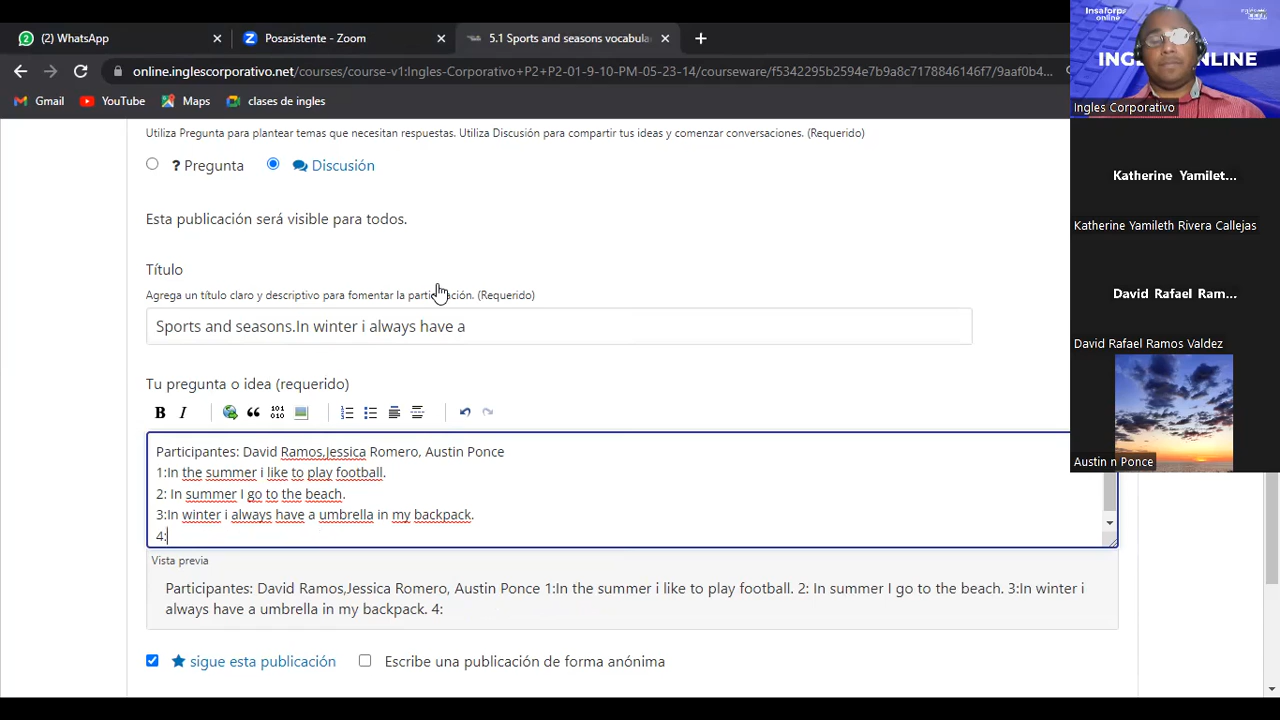 (2) WhatsApp
Posasistente - Zoom
5.1 Sports and seasons vocabula
online.inglescorporativo.net/courses/course-v1:Ingles-Corporativo+P2+P2-01-9-10-PM-05-23-14/courseware/f5342295b2594e7b9a8c7178846146f7/9aaf0b4...
Gmail
YouTube
Maps
clases de ingles
Utiliza Pregunta para plantear temas que necesitan respuestas. Utiliza Discusión para compartir tus ideas y comenzar conversaciones. (Requerido)
? Pregunta
Discusión
Esta publicación será visible para todos.
Título
Agrega un título claro y descriptivo para fomentar la participación. (Requerido)
Sports and seasons.In winter i always have a
Tu pregunta o idea (requerido)
B I
Participantes: David Ramos,Jessica Romero, Austin Ponce
1:In the summer i like to play football.
2: In summer I go to the beach.
3:In winter i always have a umbrella in my backpack.
4:
Vista previa
Participantes: David Ramos,Jessica Romero, Austin Ponce 1:In the summer i like to play football. 2: In summer I go to the beach. 3:In winter i
always have a umbrella in my backpack. 4:
sigue esta publicación
Escribe una publicación de forma anónima
Insaforp
online
Ingles Corporativo
Katherine Yamilet...
Katherine Yamileth Rivera Callejas
David Rafael Ram...
David Rafael Ramos Valdez
Austin n Ponce